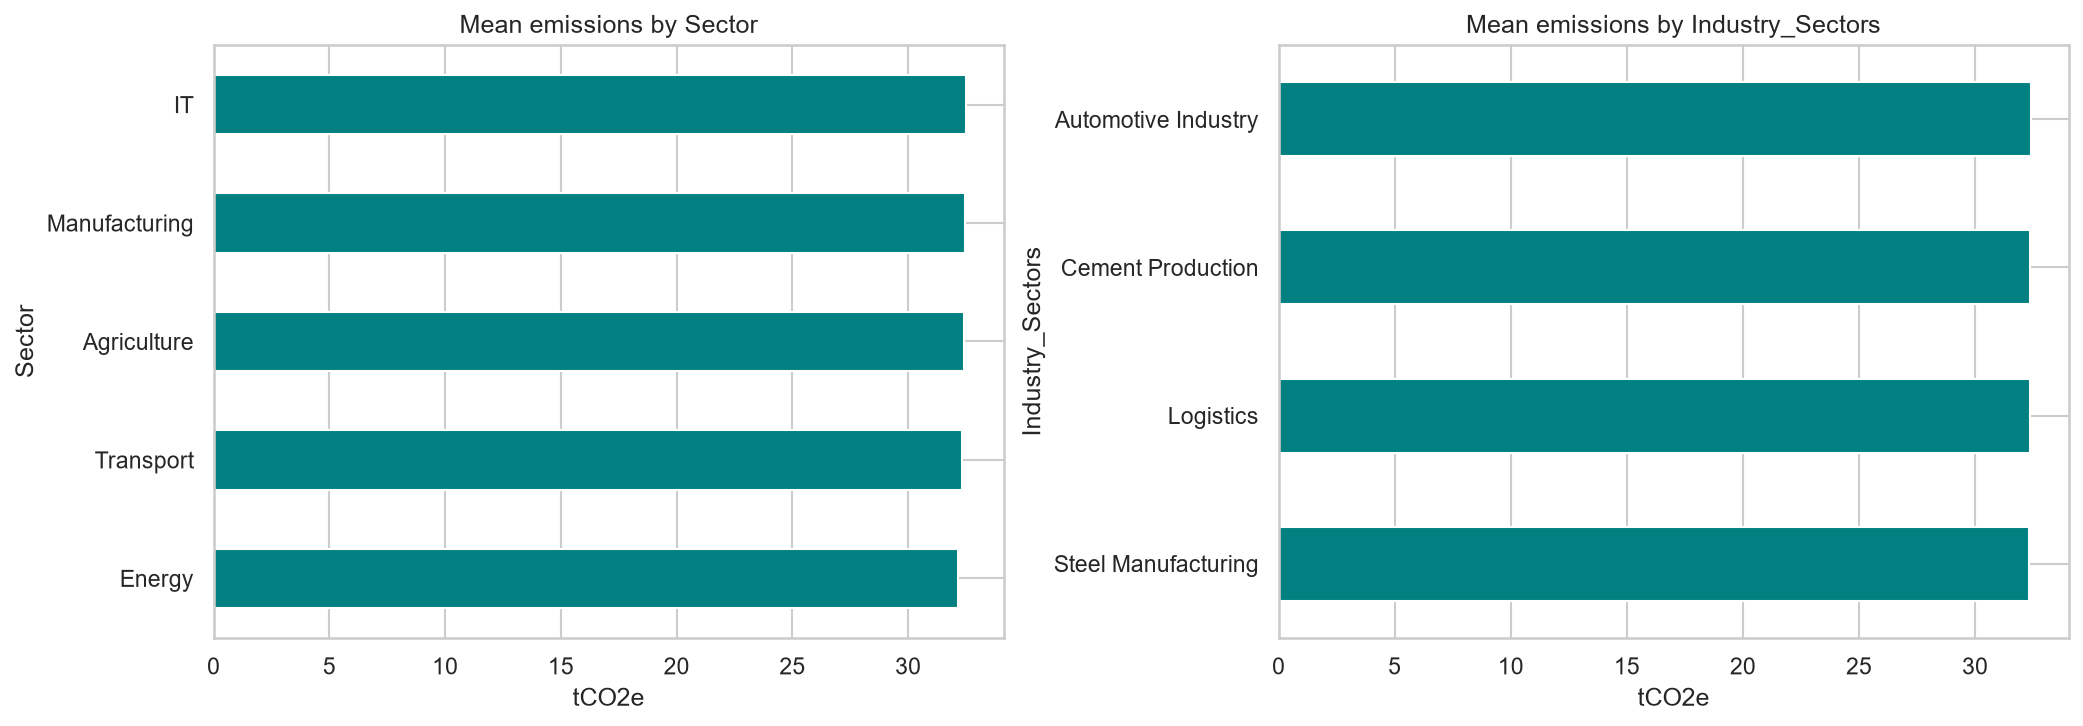 Mean emissions by Sector
Sector
IT
Manufacturing
Agriculture
Transport
Energy
0 5 10 15 20 25 30
tCO2e
Mean emissions by Industry_Sectors
Industry_Sectors
Automotive Industry
Cement Production
Logistics
Steel Manufacturing
0 5 10 15 20 25 30
tCO2e